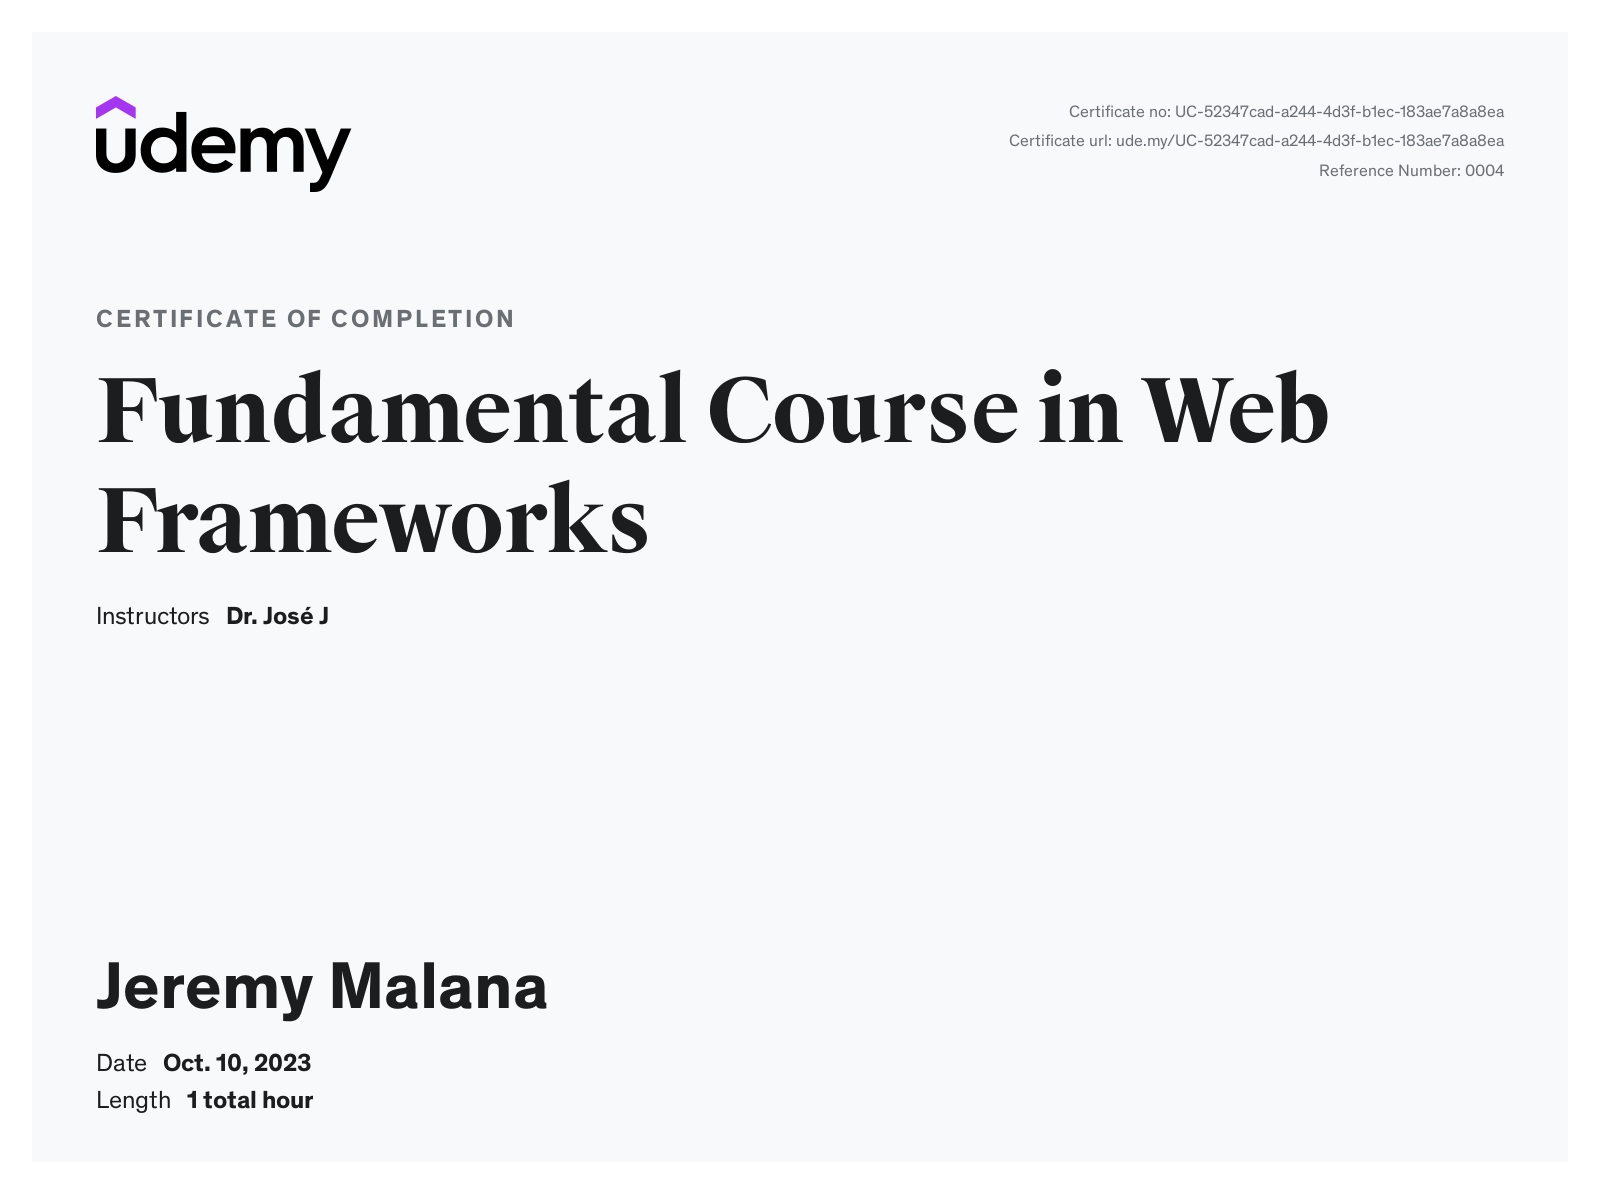 udemy
Certificate no: UC-52347cad-a244-4d3f-b1ec-183ae7a8a8ea
Certificate url: ude.my/UC-52347cad-a244-4d3f-b1ec-183ae7a8a8ea
Reference Number: 0004
CERTIFICATE OF COMPLETION
Fundamental Course in Web
Frameworks
Instructors Dr. José J
Jeremy Malana
Date Oct. 10, 2023
Length 1 total hour